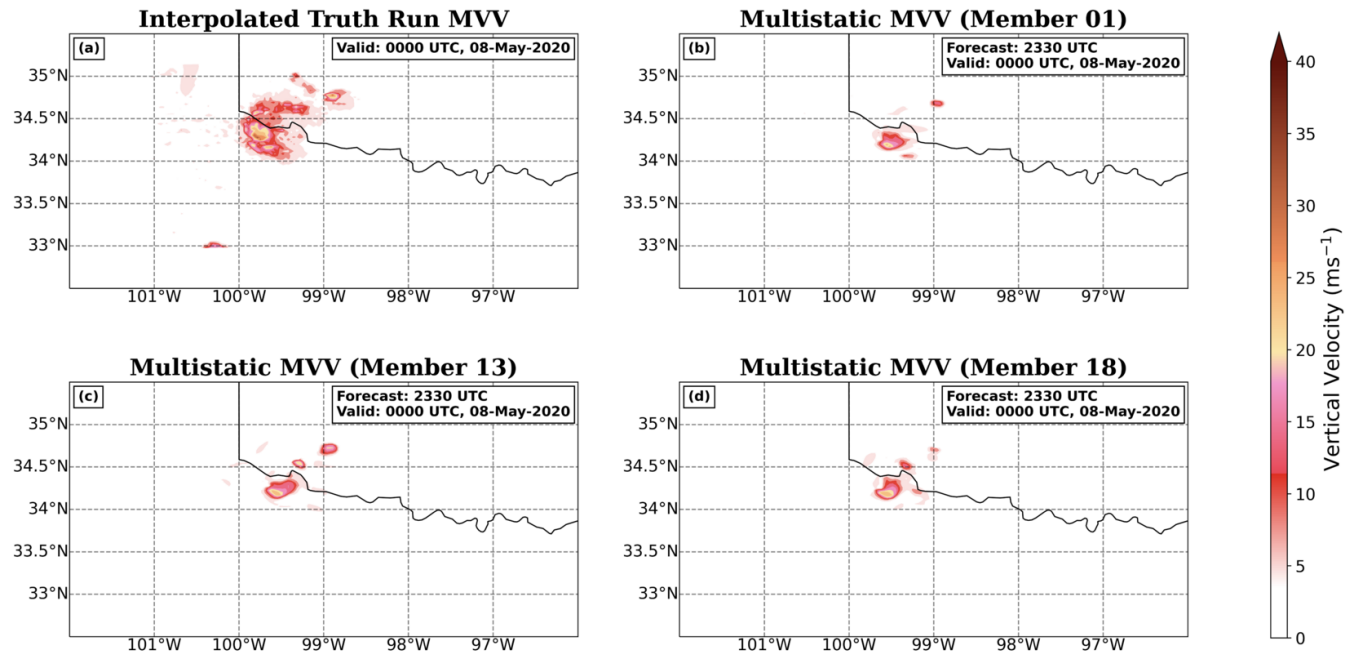 Interpolated Truth Run MVV
(a)
Valid: 0000 UTC, 08-May-2020
35°N
34.5°N
34°N
33.5°N
33°N
101°W 100°W 99°W 98°W 97°W
Multistatic MVV (Member 01)
(b)
Forecast: 2330 UTC
Valid: 0000 UTC, 08-May-2020
35°N
34.5°N
34°N
33.5°N
33°N
101°W 100°W 99°W 98°W 97°W
Multistatic MVV (Member 13)
(c)
Forecast: 2330 UTC
Valid: 0000 UTC, 08-May-2020
35°N
34.5°N
34°N
33.5°N
33°N
101°W 100°W 99°W 98°W 97°W
Multistatic MVV (Member 18)
(d)
Forecast: 2330 UTC
Valid: 0000 UTC, 08-May-2020
35°N
34.5°N
34°N
33.5°N
33°N
101°W 100°W 99°W 98°W 97°W
40
35
30
25
20
15
10
5
0
Vertical Velocity (ms⁻¹)